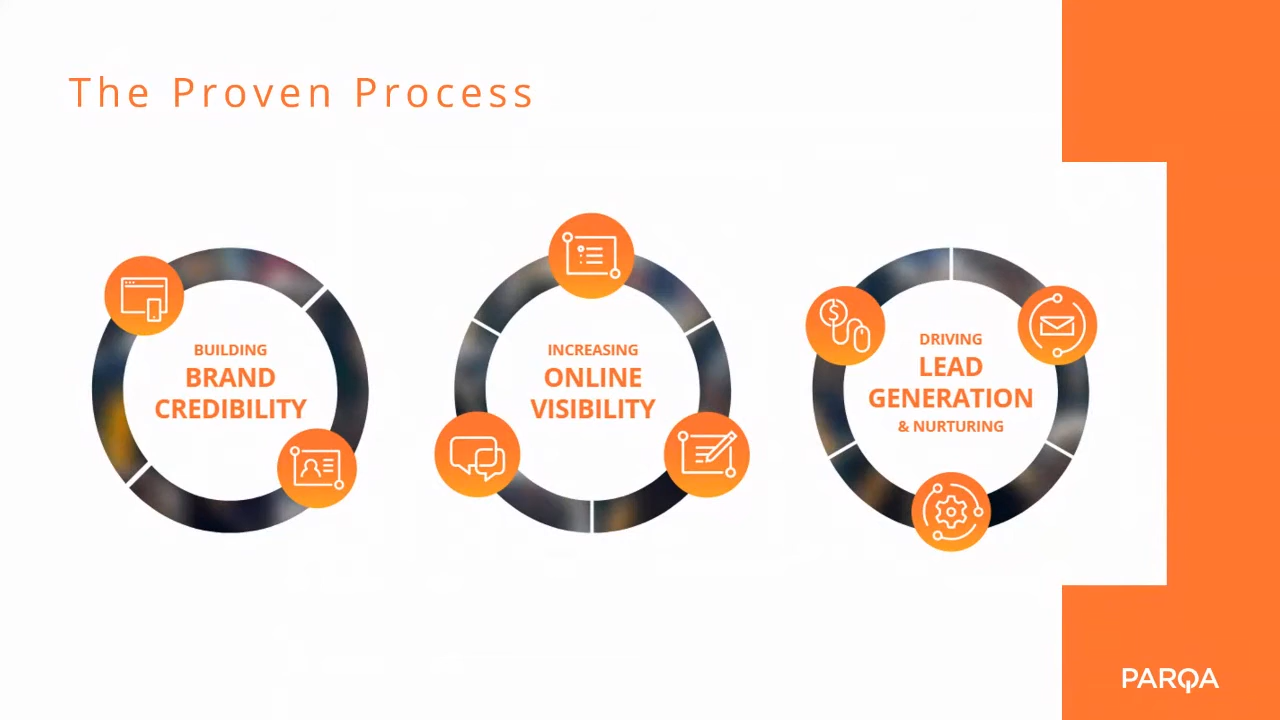 The Proven Process
BUILDING
BRAND
CREDIBILITY
INCREASING
ONLINE
VISIBILITY
DRIVING
LEAD
GENERATION
& NURTURING
$
PARQA